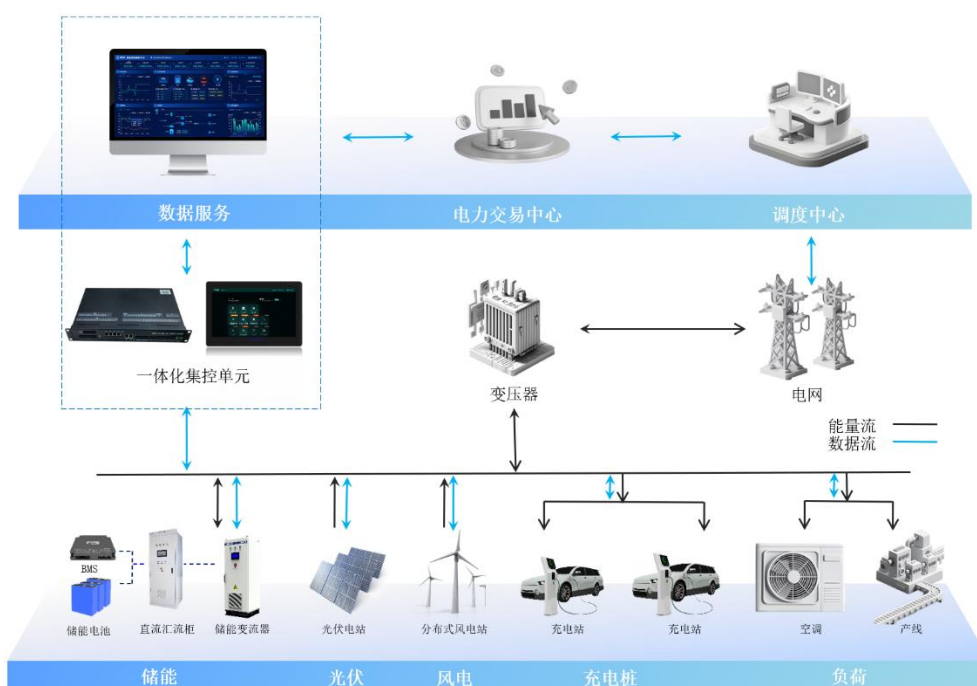 数据服务
电力交易中心
调度中心
一体化集控单元
变压器
电网
能量流
数据流
BMS
储能电池
直流汇流柜
储能变流器
光伏电站
分布式风电站
充电站
充电站
空调
产线
储能
光伏
风电
充电桩
负荷